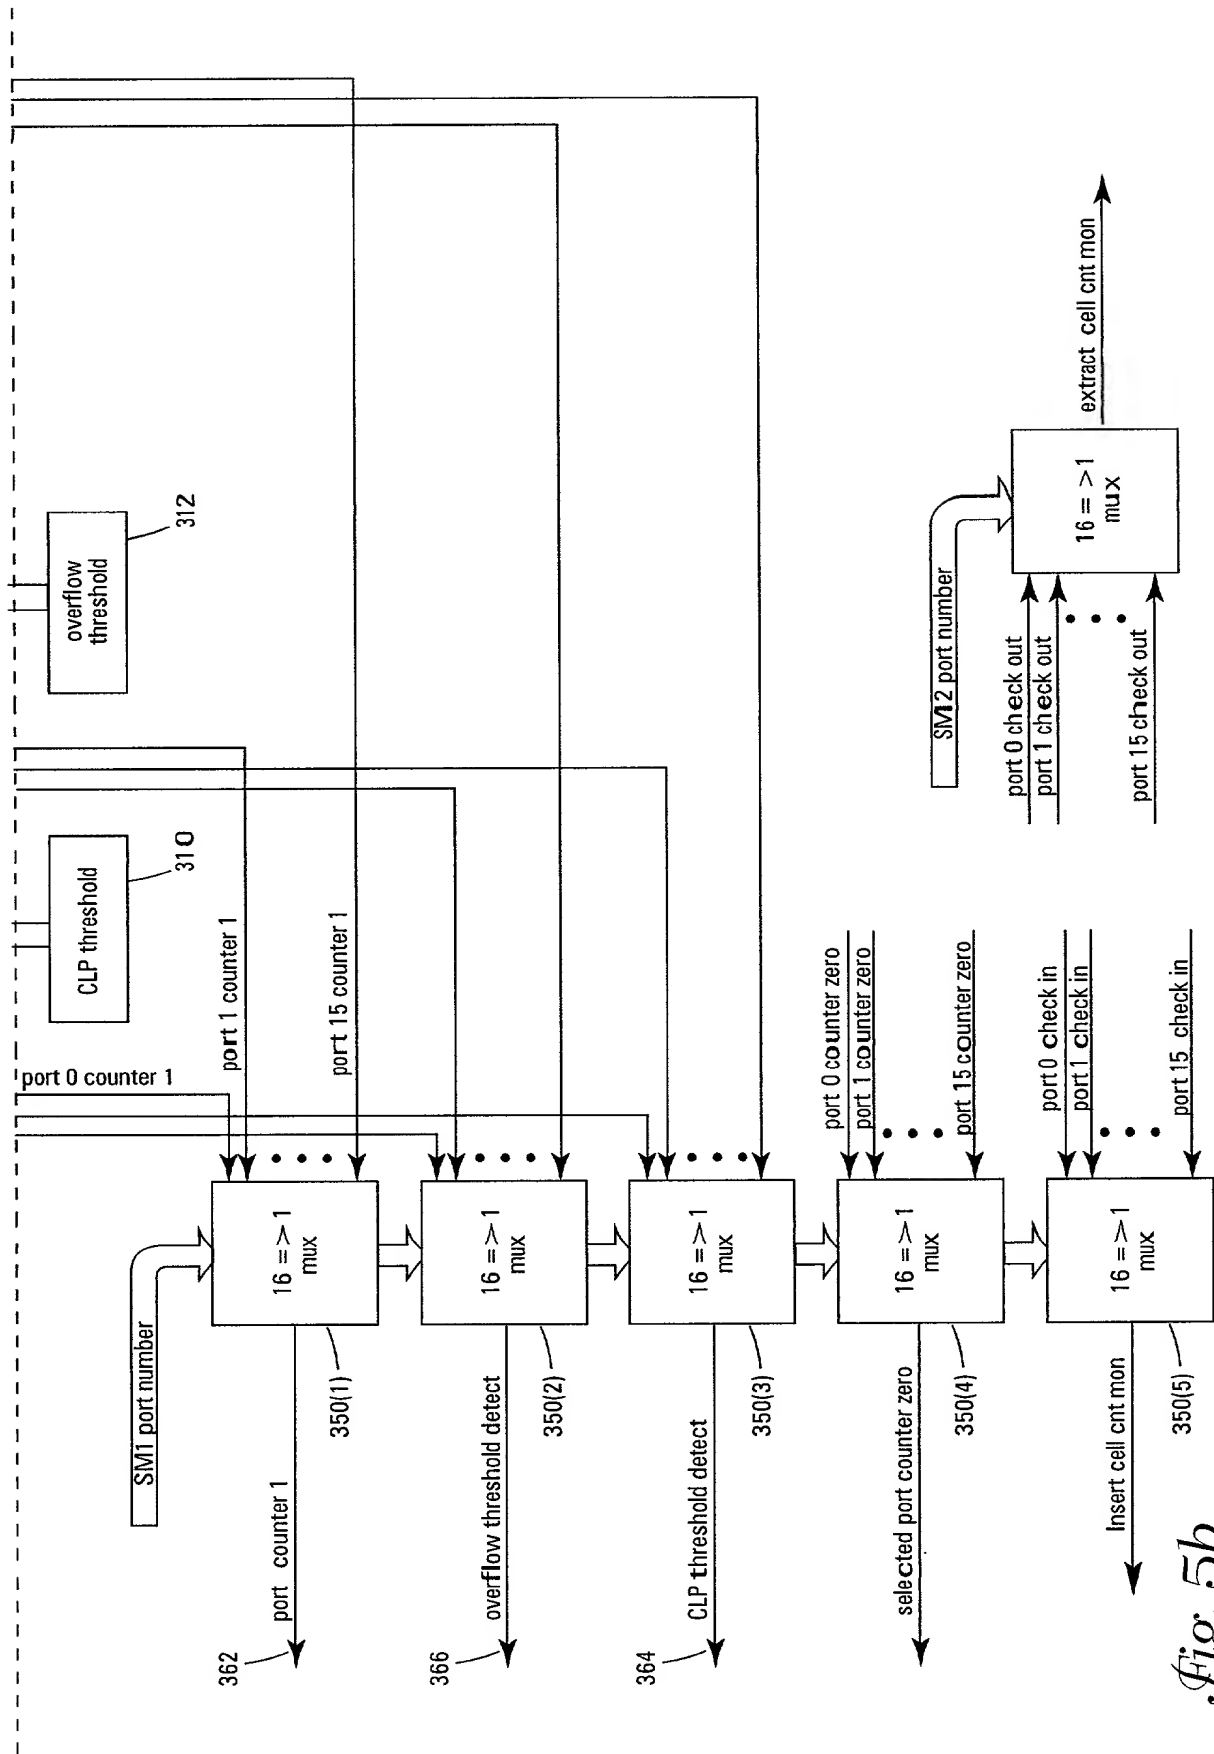 overflow
threshold
312
CLP threshold
310
port 0 counter 1
port 1 counter 1
port 15 counter 1
SM1 port number
16 = >1
mux
350(1)
port counter 1
362
16 = >1
mux
350(2)
overflow threshold detect
366
16 = >1
mux
350(3)
CLP threshold detect
364
port 0 counter zero
port 1 counter zero
port 15 counter zero
16 = >1
mux
350(4)
selected port counter zero
port 0 check in
port 1 check in
port 15 check in
16 = >1
mux
350(5)
Insert cell cnt mon
SM2 port number
port 0 check out
port 1 check out
port 15 check out
16 = >1
mux
extract cell cnt mon
Fig. 5b